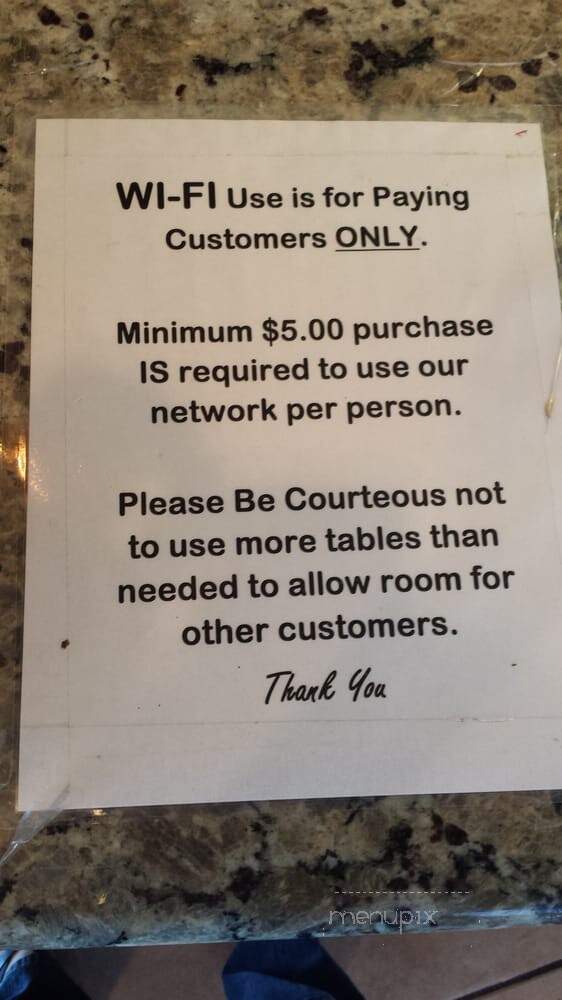 WI-FI Use is for Paying
Customers ONLY.
Minimum $5.00 purchase
IS required to use our
network per person.
Please Be Courteous not
to use more tables than
needed to allow room for
other customers.
Thank You
menupix